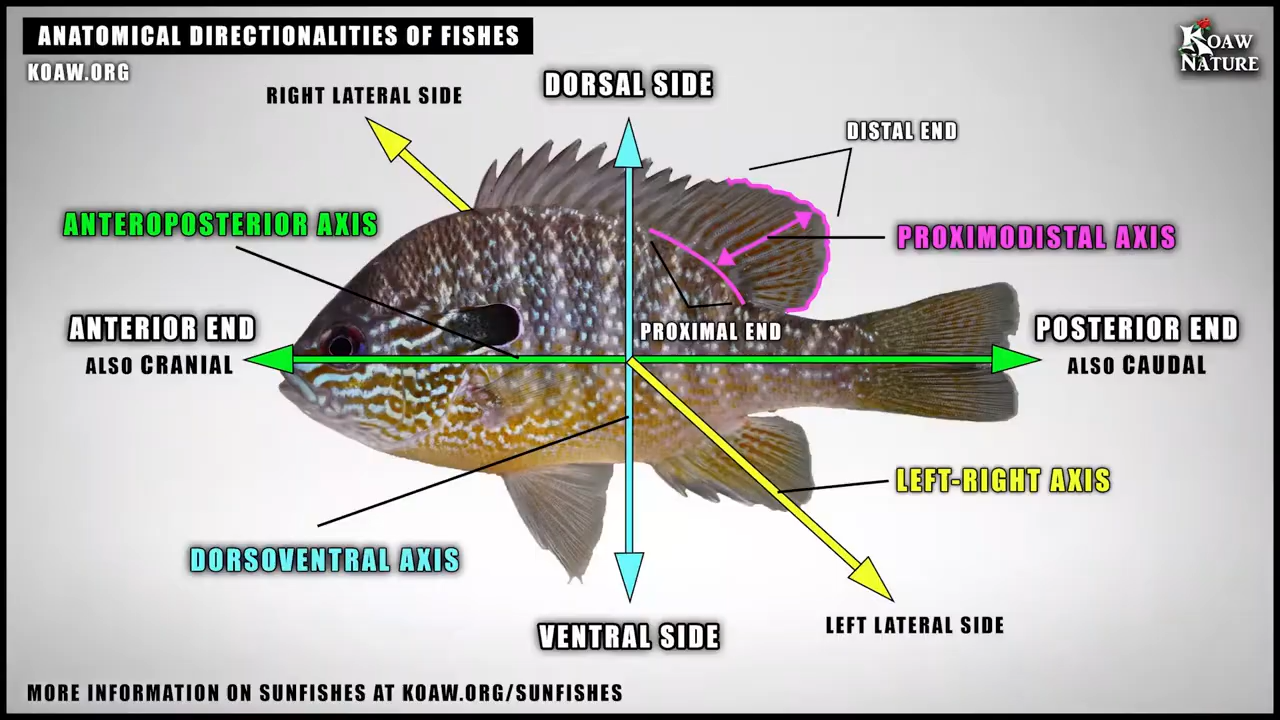 ANATOMICAL DIRECTIONALITIES OF FISHES
KOAW.ORG
KOAW
NATURE
DORSAL SIDE
RIGHT LATERAL SIDE
DISTAL END
ANTEROPOSTERIOR AXIS
PROXIMODISTAL AXIS
ANTERIOR END
ALSO CRANIAL
PROXIMAL END
POSTERIOR END
ALSO CAUDAL
LEFT-RIGHT AXIS
DORSOVENTRAL AXIS
LEFT LATERAL SIDE
VENTRAL SIDE
MORE INFORMATION ON SUNFISHES AT KOAW.ORG/SUNFISHES